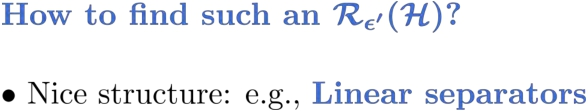 How to find such an $\mathcal{R}_{\epsilon'}(\mathcal{H})$?
• Nice structure: e.g., Linear separators